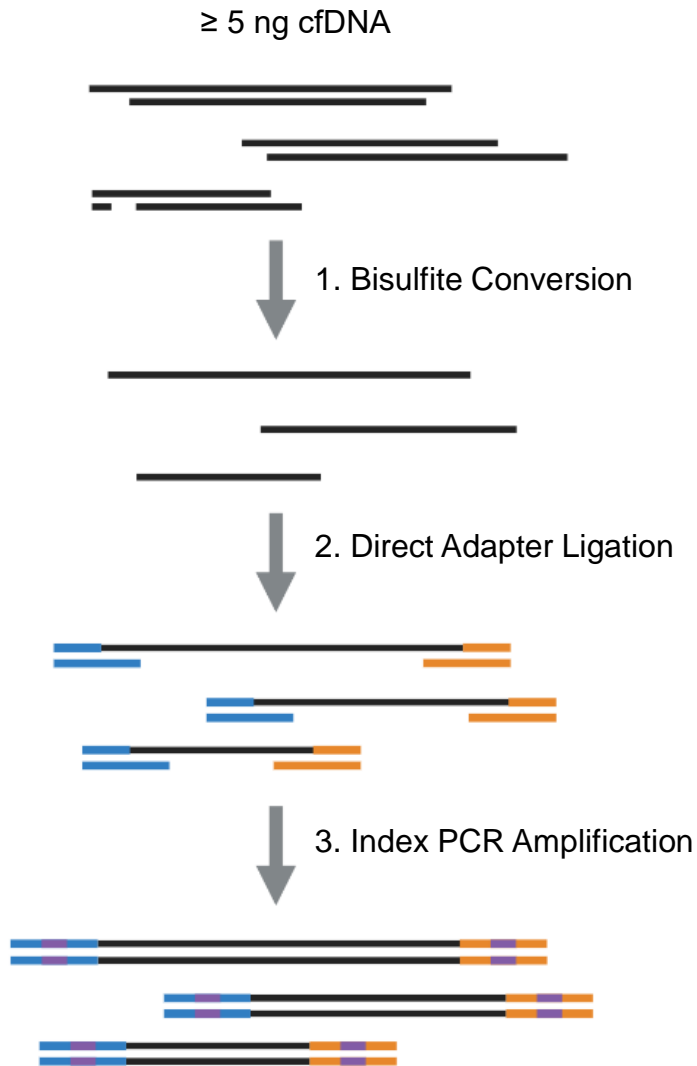 ≥ 5 ng cfDNA
1. Bisulfite Conversion
2. Direct Adapter Ligation
3. Index PCR Amplification